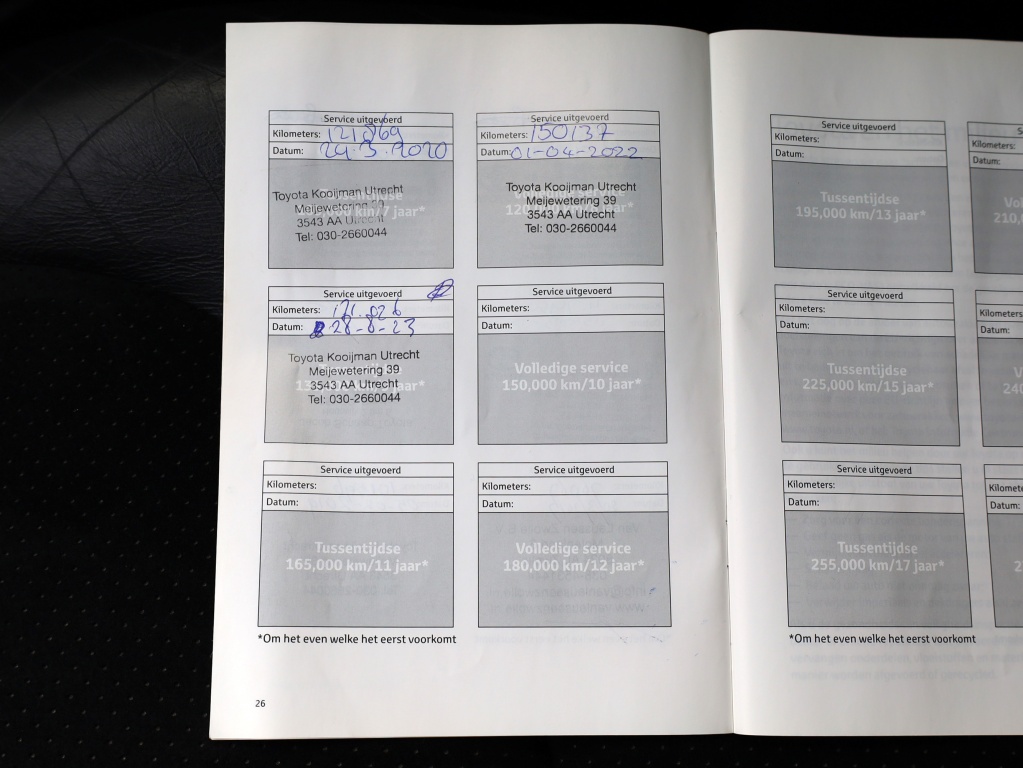 Service uitgevoerd
Kilometers: 121.869
Datum: 24.3.2020
Toyota Kooijman Utrecht
Meijewetering 39
3543 AA Utrecht
Tel: 030-2660044
Service uitgevoerd
Kilometers: 150137
Datum: 01-04-2022
Toyota Kooijman Utrecht
Meijewetering 39
3543 AA Utrecht
Tel: 030-2660044
Service uitgevoerd
Kilometers: 171.826
Datum: 28-8-23
Toyota Kooijman Utrecht
Meijewetering 39
3543 AA Utrecht
Tel: 030-2660044
Service uitgevoerd
Kilometers:
Datum:
Volledige service
150,000 km/10 jaar*
Service uitgevoerd
Kilometers:
Datum:
Tussentijdse
165,000 km/11 jaar*
Service uitgevoerd
Kilometers:
Datum:
Volledige service
180,000 km/12 jaar*
*Om het even welke het eerst voorkomt
26
Service uitgevoerd
Kilometers:
Datum:
Tussentijdse
195,000 km/13 jaar*
Kilometers:
Datum:
Service uitgevoerd
Kilometers:
Datum:
Tussentijdse
225,000 km/15 jaar*
Kilometers
Datum:
Service uitgevoerd
Kilometers:
Datum:
Tussentijdse
255,000 km/17 jaar*
Datum:
*Om het even welke het eerst voorkomt